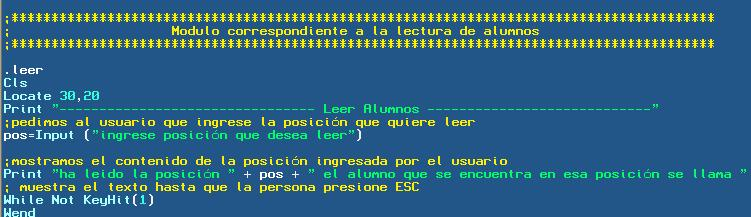 ;****************************************************************************************
;                    Modulo correspondiente a la lectura de alumnos
;****************************************************************************************
.leer
Cls
Locate 30,20
Print "-------------------------------- Leer Alumnos ----------------------------"
;pedimos al usuario que ingrese la posición que quiere leer
pos=Input ("ingrese posición que desea leer")
;mostramos el contenido de la posición ingresada por el usuario
Print "ha leido la posición " + pos + " el alumno que se encuentra en esa posición se llama "
; muestra el texto hasta que la persona presione ESC
While Not KeyHit(1)
Wend